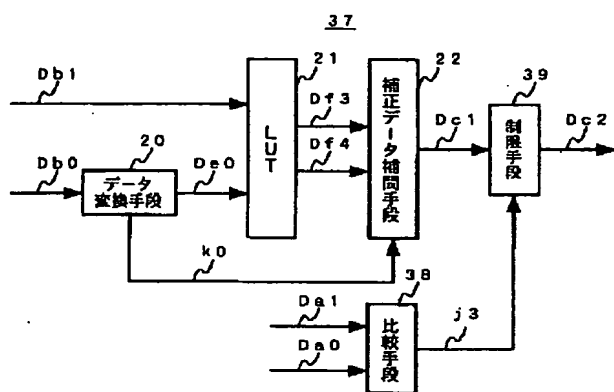 37
Db1
21
22
39
Df3
Df4
Dc1
Dc2
LUT
補正データ補間手段
制限手段
Db0
20
De0
データ
変換手段
k0
38
Da1
Da0
比較手段
j3